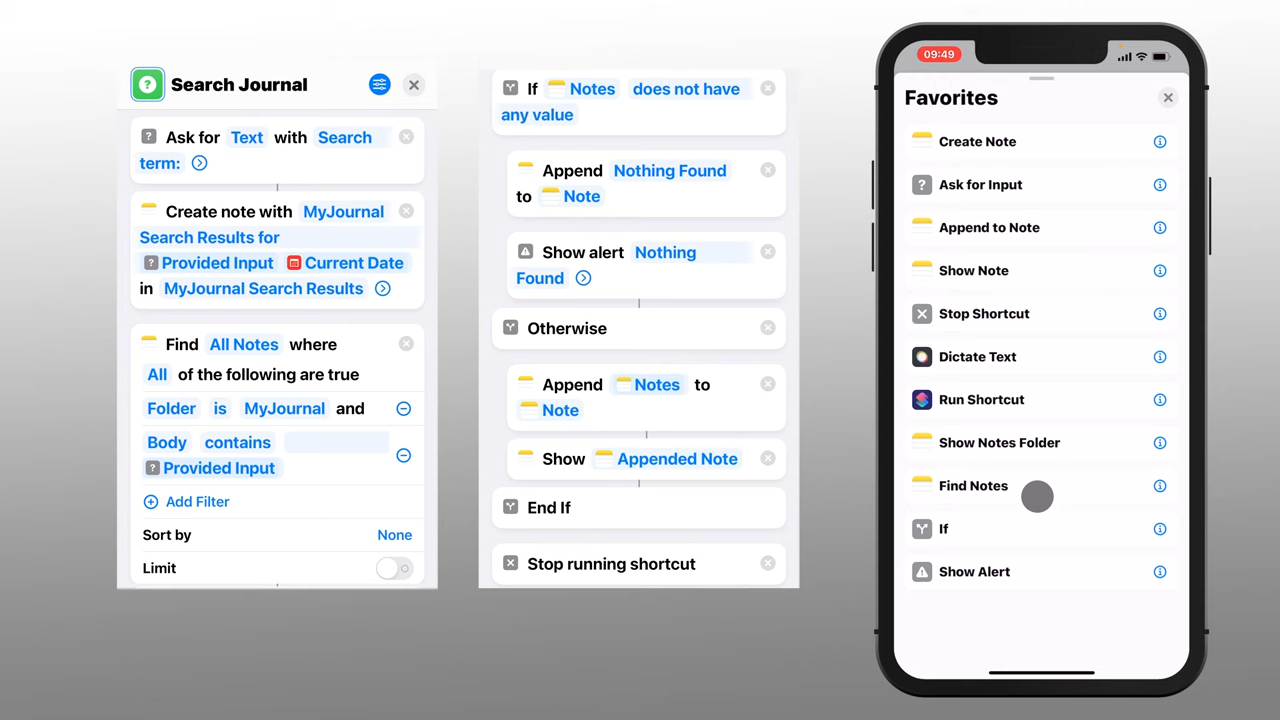 Search Journal
Ask for Text with Search
term:
Create note with MyJournal
Search Results for
Provided Input Current Date
in MyJournal Search Results
Find All Notes where
All of the following are true
Folder is MyJournal and
Body contains
Provided Input
Add Filter
Sort by None
Limit
If Notes does not have
any value
Append Nothing Found
to Note
Show alert Nothing
Found
Otherwise
Append Notes to
Note
Show Appended Note
End If
Stop running shortcut
09:49
Favorites
Create Note
Ask for Input
Append to Note
Show Note
Stop Shortcut
Dictate Text
Run Shortcut
Show Notes Folder
Find Notes
If
Show Alert